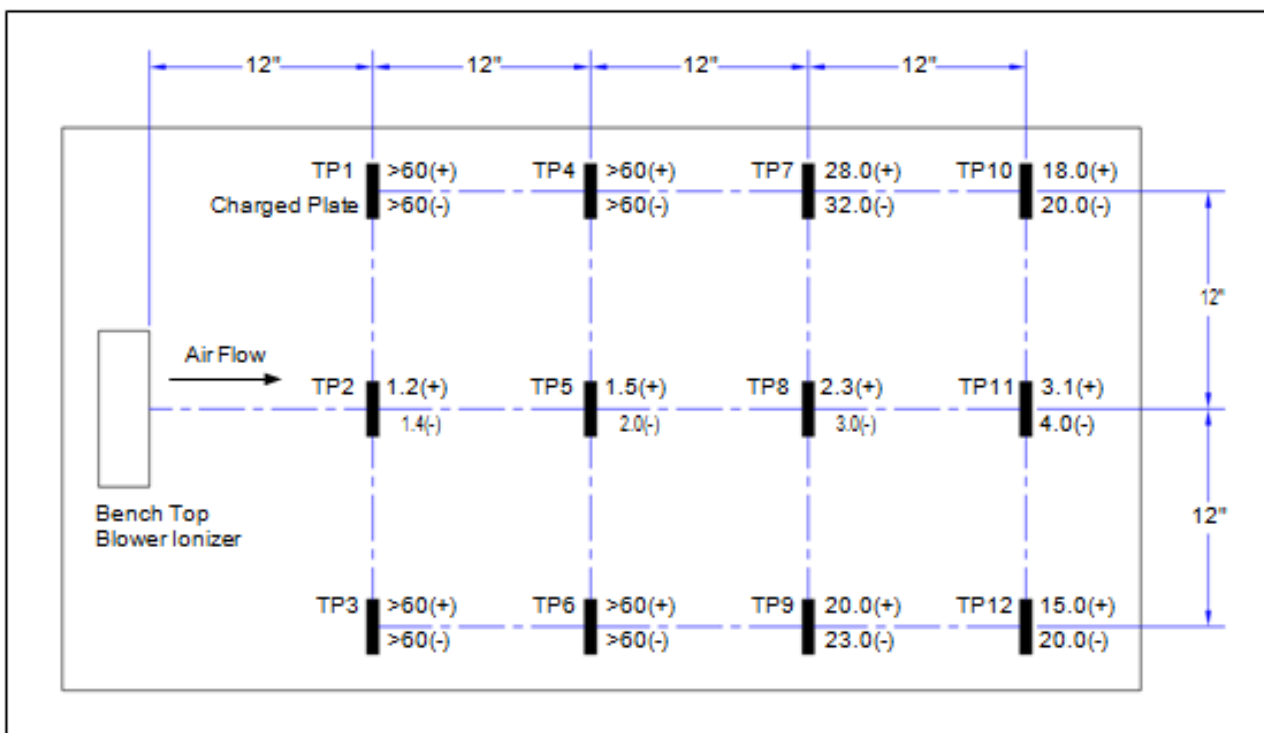 12" 12" 12" 12"
TP1 >60(+) TP4 >60(+) TP7 28.0(+) TP10 18.0(+)
Charged Plate >60(-) >60(-) 32.0(-) 20.0(-)
12"
Air Flow
TP2 1.2(+) TP5 1.5(+) TP8 2.3(+) TP11 3.1(+)
1.4(-) 2.0(-) 3.0(-) 4.0(-)
Bench Top
Blower Ionizer
12"
TP3 >60(+) TP6 >60(+) TP9 20.0(+) TP12 15.0(+)
>60(-) >60(-) 23.0(-) 20.0(-)